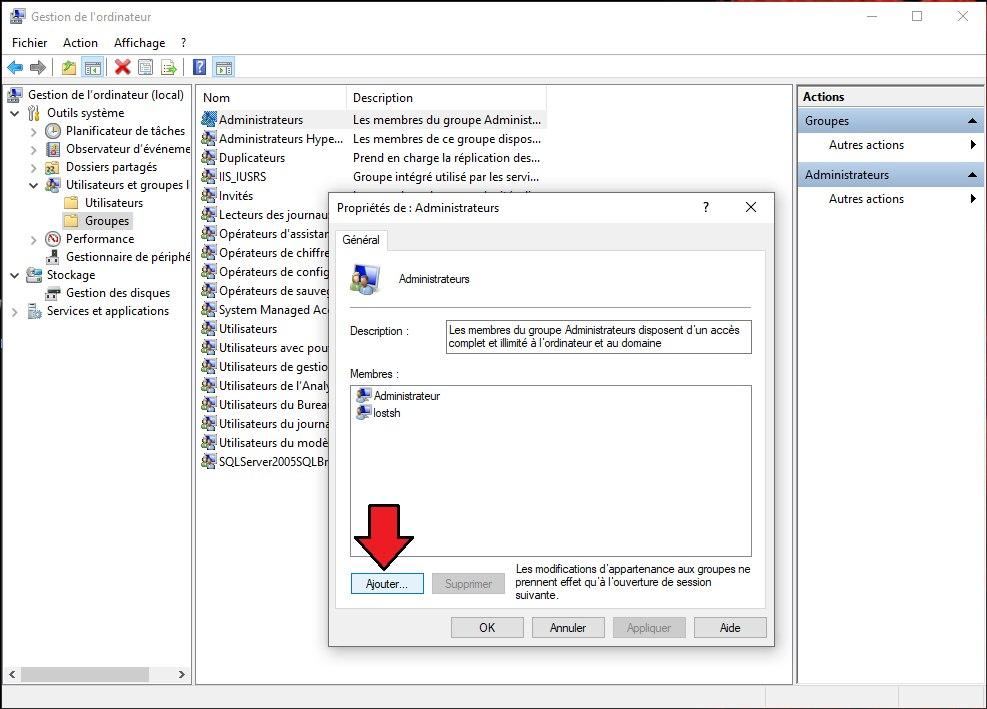 Gestion de l'ordinateur
Fichier Action Affichage ?
Gestion de l'ordinateur (local)
Outils système
Planificateur de tâches
Observateur d'événeme
Dossiers partagés
Utilisateurs et groupes l
Utilisateurs
Groupes
Performance
Gestionnaire de périphé
Stockage
Gestion des disques
Services et applications
Nom Description
Administrateurs Les membres du groupe Administ...
Administrateurs Hype... Les membres de ce groupe dispos...
Duplicateurs Prend en charge la réplication des...
IIS_IUSRS Groupe intégré utilisé par les servi...
Invités
Lecteurs des journau
Opérateurs d'assistan
Opérateurs de chiffre
Opérateurs de config
Opérateurs de sauveg
System Managed Acc
Utilisateurs
Utilisateurs avec pou
Utilisateurs de gestio
Utilisateurs de l'Analy
Utilisateurs du Burea
Utilisateurs du journa
Utilisateurs du modè
SQLServer2005SQLBr
Propriétés de : Administrateurs ?
Général
Administrateurs
Description : Les membres du groupe Administrateurs disposent d'un accès
complet et illimité à l'ordinateur et au domaine
Membres :
Administrateur
lostsh
Ajouter... Supprimer
Les modifications d'appartenance aux groupes ne
prennent effet qu'à l'ouverture de session
suivante.
OK Annuler Appliquer Aide
Actions
Groupes
Autres actions
Administrateurs
Autres actions